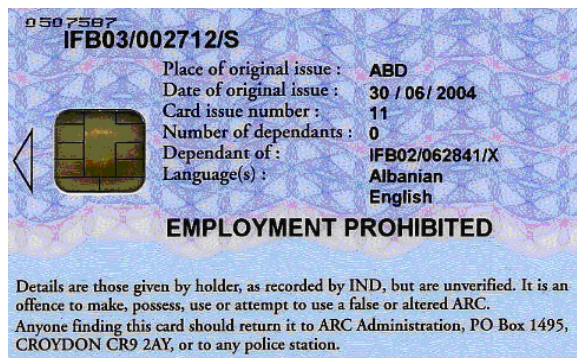 0507587
IFB03/002712/S
Place of original issue : ABD
Date of original issue : 30 / 06 / 2004
Card issue number : 11
Number of dependants : 0
Dependant of : IFB02/062841/X
Language(s) : Albanian
English
EMPLOYMENT PROHIBITED
Details are those given by holder, as recorded by IND, but are unverified. It is an
offence to make, possess, use or attempt to use a false or altered ARC.
Anyone finding this card should return it to ARC Administration, PO Box 1495,
CROYDON CR9 2AY, or to any police station.